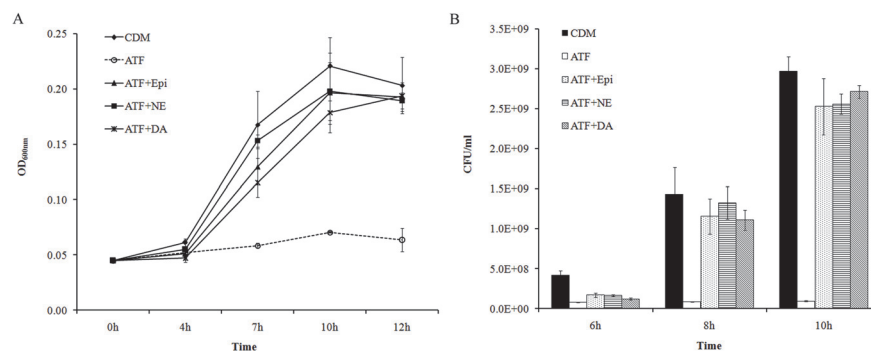 A
0.25
0.20
0.15
0.10
0.05
0.00
OD600nm
CDM
ATF
ATF+Epi
ATF+NE
ATF+DA
0h 4h 7h 10h 12h
Time
B
3.5E+09
3.0E+09
2.5E+09
2.0E+09
1.5E+09
1.0E+09
5.0E+08
0.0E+00
CFU/ml
CDM
ATF
ATF+Epi
ATF+NE
ATF+DA
6h 8h 10h
Time